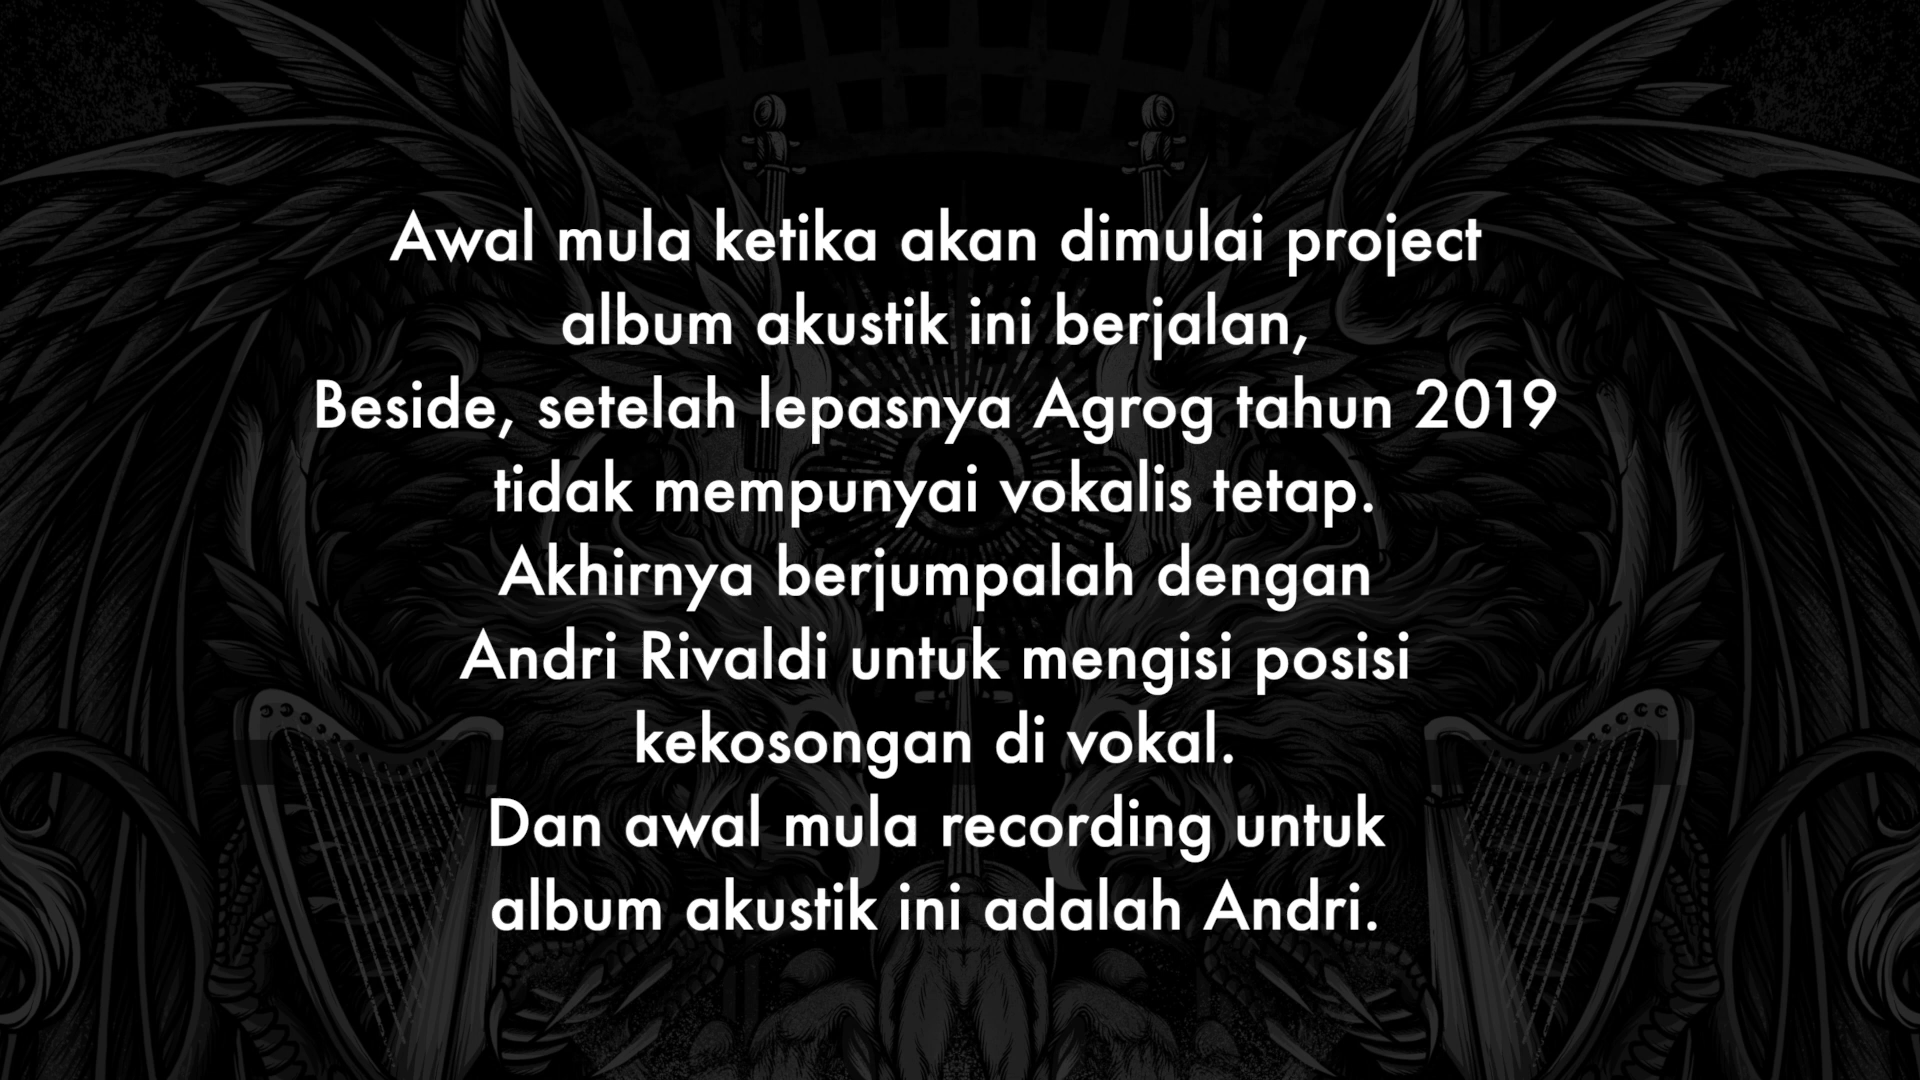 Awal mula ketika akan dimulai project
album akustik ini berjalan,
Beside, setelah lepasnya Agrog tahun 2019
tidak mempunyai vokalis tetap.
Akhirnya berjumpalah dengan
Andri Rivaldi untuk mengisi posisi
kekosongan di vokal.
Dan awal mula recording untuk
album akustik ini adalah Andri.